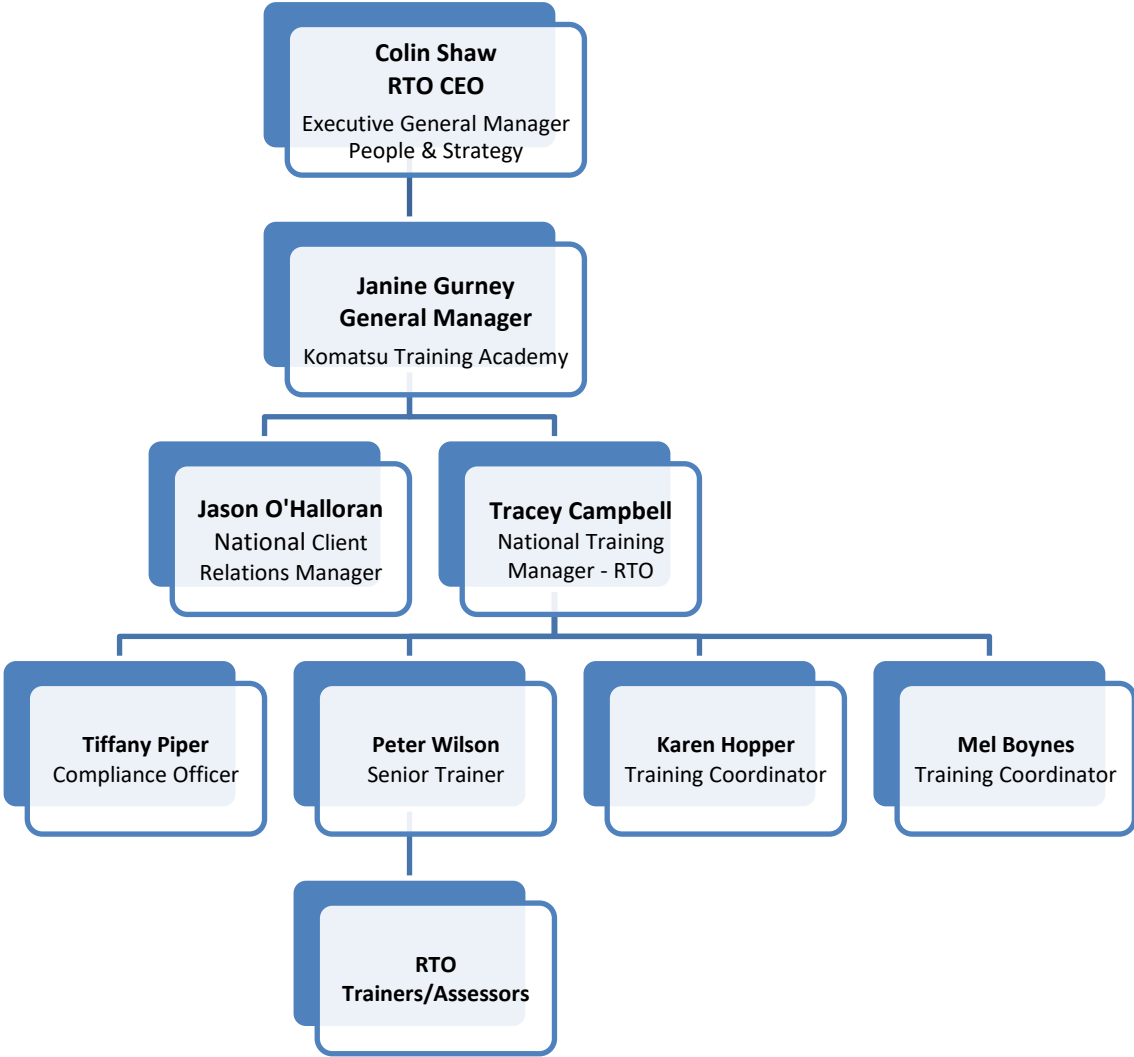 Colin Shaw
RTO CEO
Executive General Manager
People & Strategy
Janine Gurney
General Manager
Komatsu Training Academy
Jason O'Halloran
National Client
Relations Manager
Tracey Campbell
National Training
Manager - RTO
Tiffany Piper
Compliance Officer
Peter Wilson
Senior Trainer
Karen Hopper
Training Coordinator
Mel Boynes
Training Coordinator
RTO
Trainers/Assessors